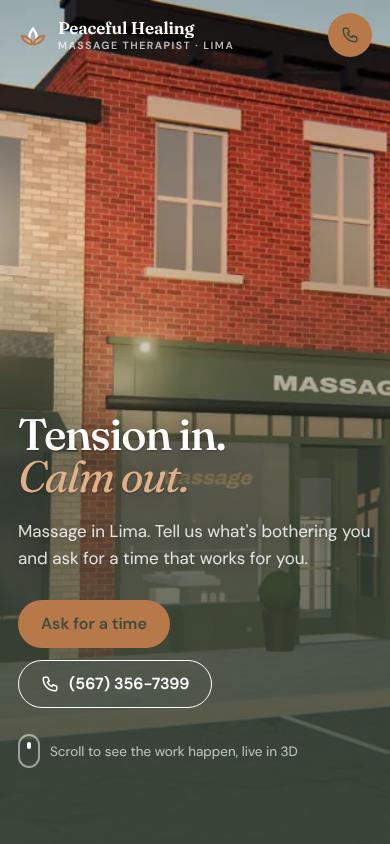 Peaceful Healing
MASSAGE THERAPIST · LIMA
MASSAG
Tension in.
Calm out.
assage
Massage in Lima. Tell us what's bothering you
and ask for a time that works for you.
Ask for a time
(567) 356-7399
Scroll to see the work happen, live in 3D